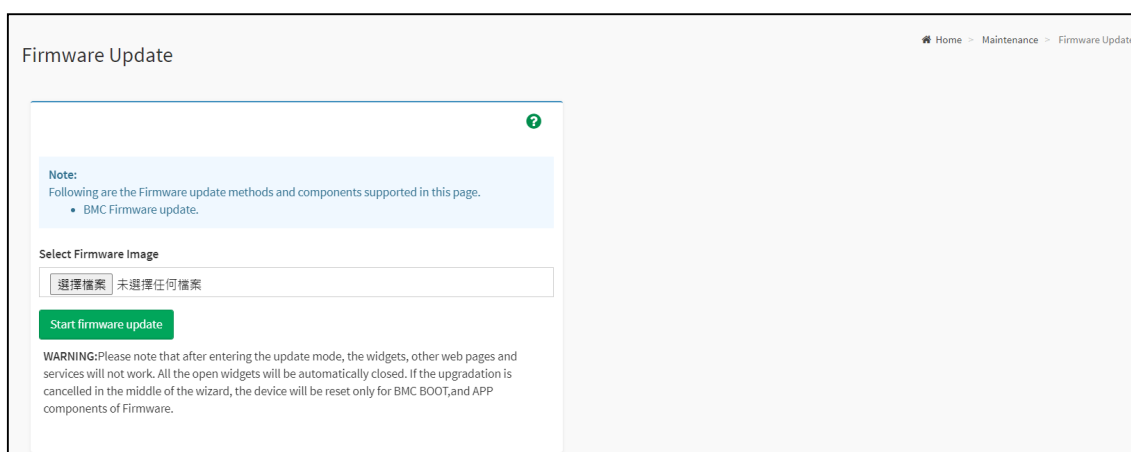 Home > Maintenance > Firmware Update
Firmware Update
Note:
Following are the Firmware update methods and components supported in this page.
• BMC Firmware update.
Select Firmware Image
選擇檔案 未選擇任何檔案
Start firmware update
WARNING:Please note that after entering the update mode, the widgets, other web pages and
services will not work. All the open widgets will be automatically closed. If the upgradation is
cancelled in the middle of the wizard, the device will be reset only for BMC BOOT,and APP
components of Firmware.